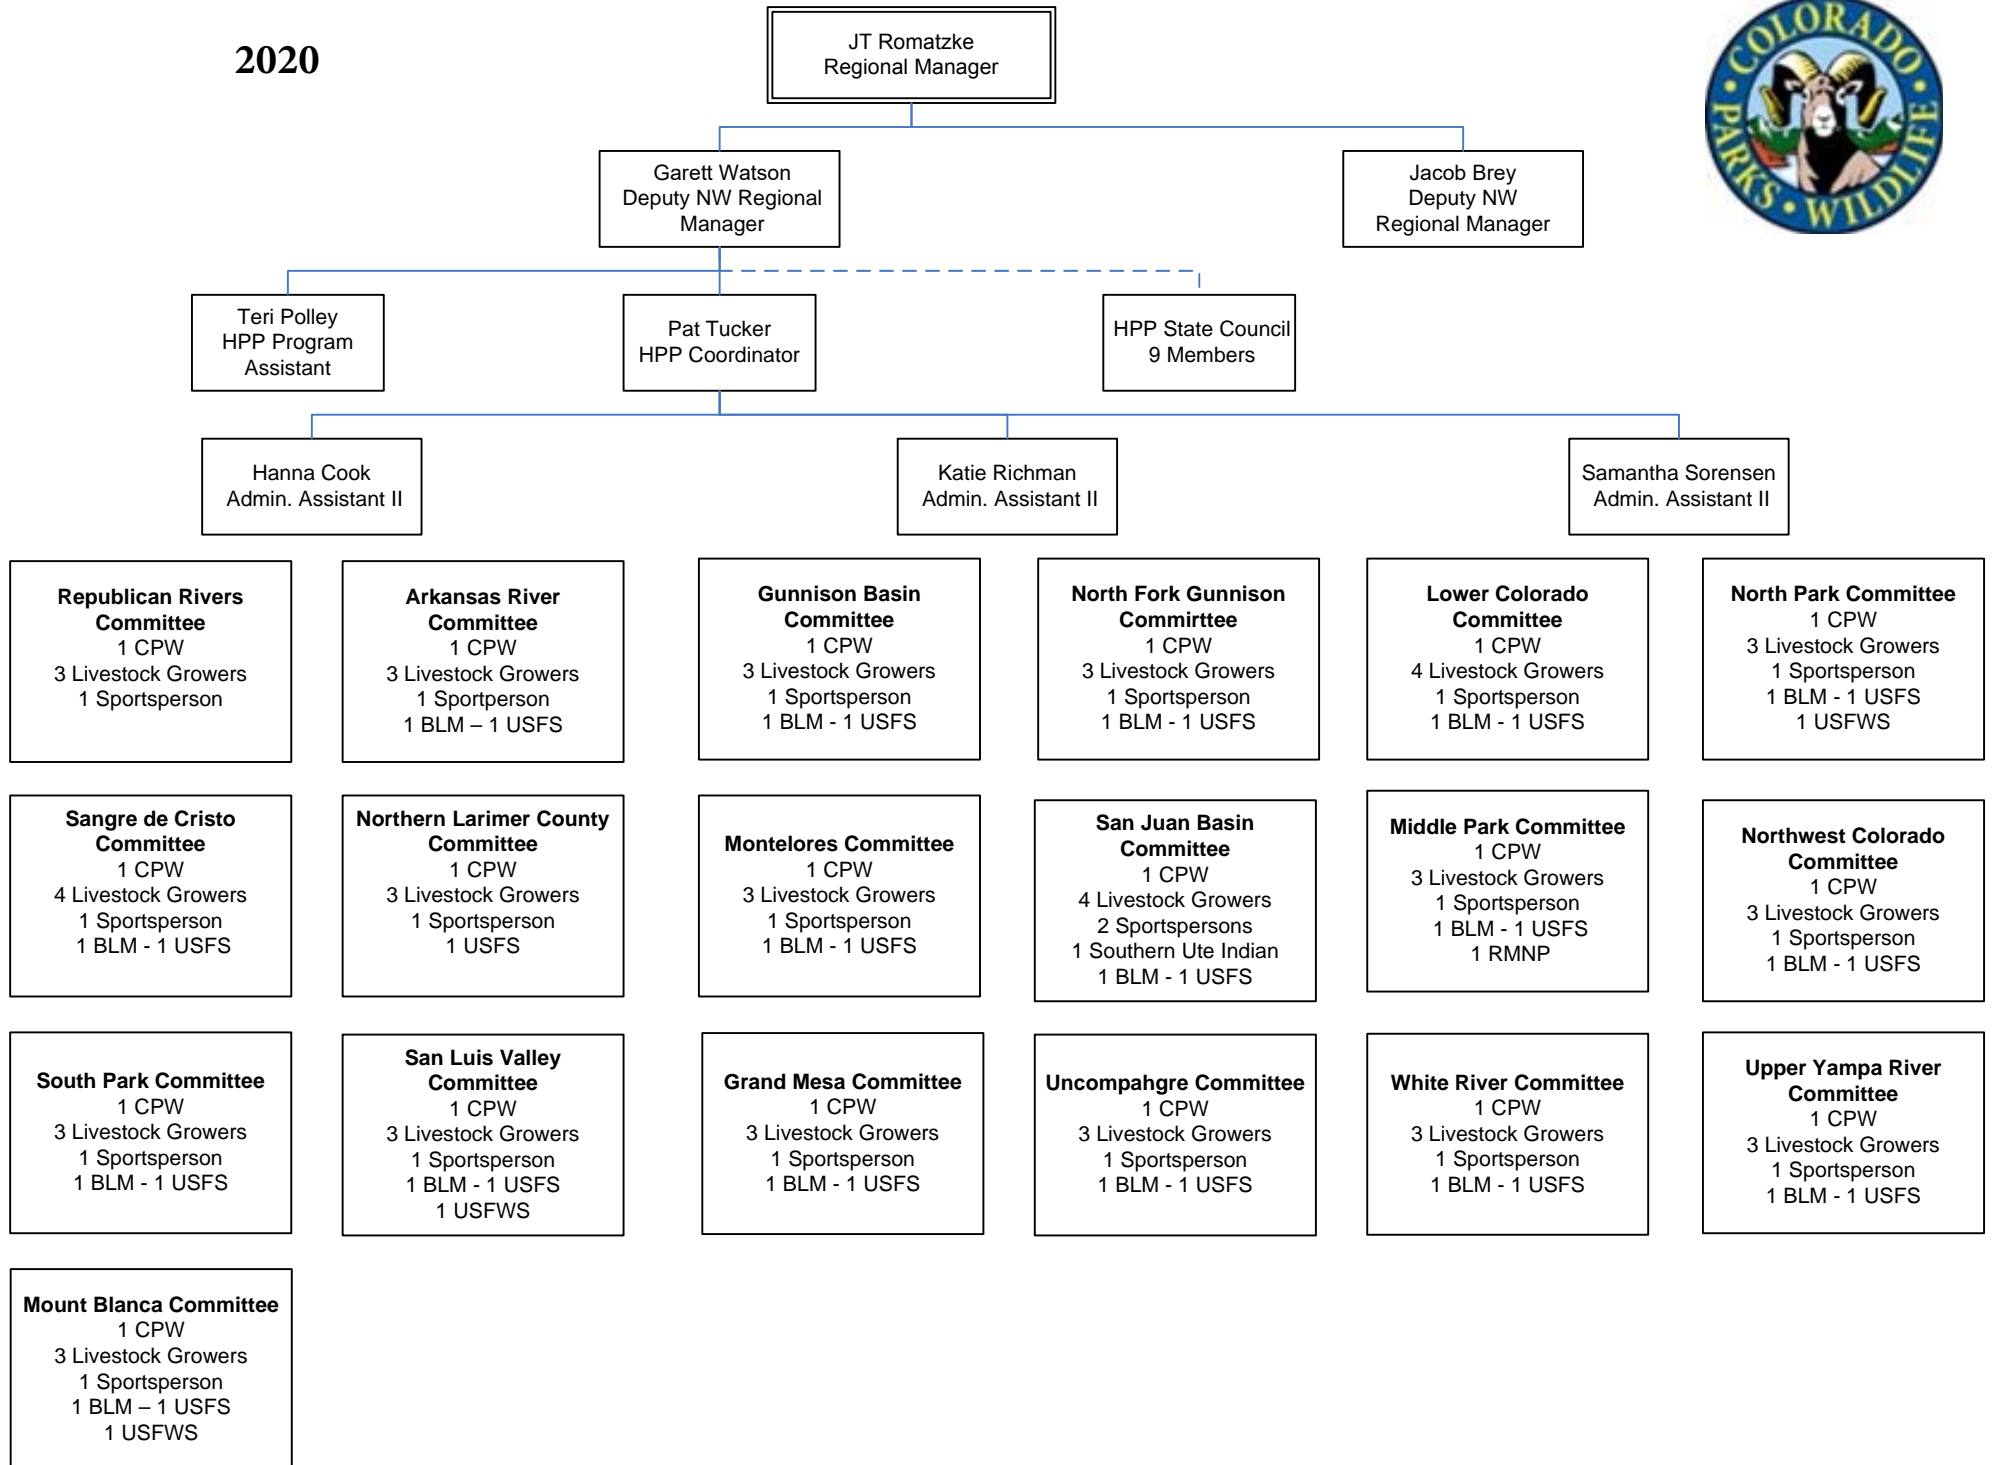 2020
JT Romatzke
Regional Manager
COLORADO
PARKS • WILDLIFE
Garett Watson
Deputy NW Regional
Manager
Jacob Brey
Deputy NW
Regional Manager
Teri Polley
HPP Program
Assistant
Pat Tucker
HPP Coordinator
HPP State Council
9 Members
Hanna Cook
Admin. Assistant II
Katie Richman
Admin. Assistant II
Samantha Sorensen
Admin. Assistant II
Republican Rivers
Committee
1 CPW
3 Livestock Growers
1 Sportsperson
Arkansas River
Committee
1 CPW
3 Livestock Growers
1 Sportperson
1 BLM – 1 USFS
Gunnison Basin
Committee
1 CPW
3 Livestock Growers
1 Sportsperson
1 BLM - 1 USFS
North Fork Gunnison
Commirttee
1 CPW
3 Livestock Growers
1 Sportsperson
1 BLM - 1 USFS
Lower Colorado
Committee
1 CPW
4 Livestock Growers
1 Sportsperson
1 BLM - 1 USFS
North Park Committee
1 CPW
3 Livestock Growers
1 Sportsperson
1 BLM - 1 USFS
1 USFWS
Sangre de Cristo
Committee
1 CPW
4 Livestock Growers
1 Sportsperson
1 BLM - 1 USFS
Northern Larimer County
Committee
1 CPW
3 Livestock Growers
1 Sportsperson
1 USFS
Montelores Committee
1 CPW
3 Livestock Growers
1 Sportsperson
1 BLM - 1 USFS
San Juan Basin
Committee
1 CPW
4 Livestock Growers
2 Sportspersons
1 Southern Ute Indian
1 BLM - 1 USFS
Middle Park Committee
1 CPW
3 Livestock Growers
1 Sportsperson
1 BLM - 1 USFS
1 RMNP
Northwest Colorado
Committee
1 CPW
3 Livestock Growers
1 Sportsperson
1 BLM - 1 USFS
South Park Committee
1 CPW
3 Livestock Growers
1 Sportsperson
1 BLM - 1 USFS
San Luis Valley
Committee
1 CPW
3 Livestock Growers
1 Sportsperson
1 BLM - 1 USFS
1 USFWS
Grand Mesa Committee
1 CPW
3 Livestock Growers
1 Sportsperson
1 BLM - 1 USFS
Uncompahgre Committee
1 CPW
3 Livestock Growers
1 Sportsperson
1 BLM - 1 USFS
White River Committee
1 CPW
3 Livestock Growers
1 Sportsperson
1 BLM - 1 USFS
Upper Yampa River
Committee
1 CPW
3 Livestock Growers
1 Sportsperson
1 BLM - 1 USFS
Mount Blanca Committee
1 CPW
3 Livestock Growers
1 Sportsperson
1 BLM – 1 USFS
1 USFWS